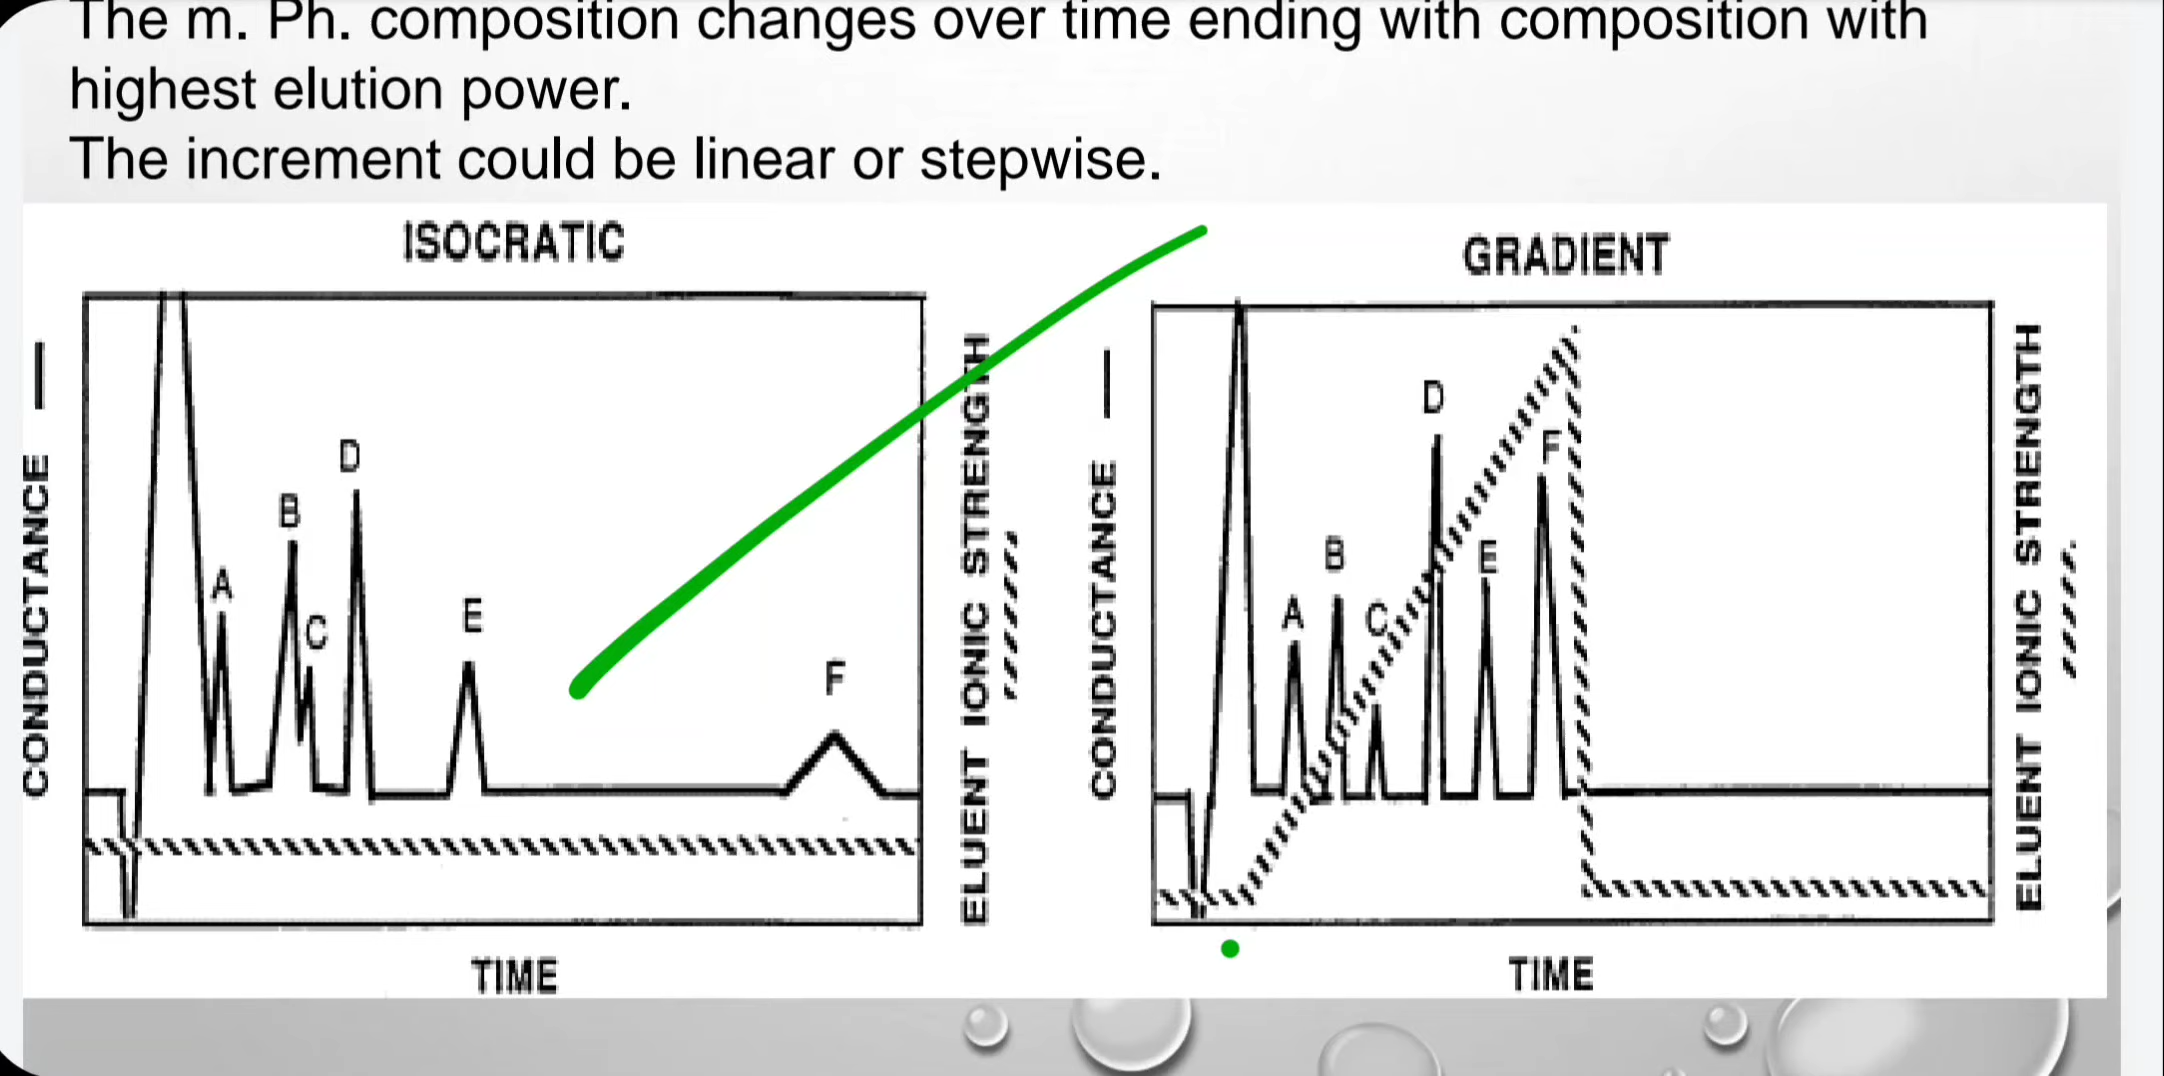 The m. Ph. composition changes over time ending with composition with
highest elution power.
The increment could be linear or stepwise.
ISOCRATIC
CONDUCTANCE —
A
B
C
D
E
F
ELUENT IONIC STRENGTH
TIME
GRADIENT
CONDUCTANCE —
A
B
C
D
E
F
ELUENT IONIC STRENGTH
TIME